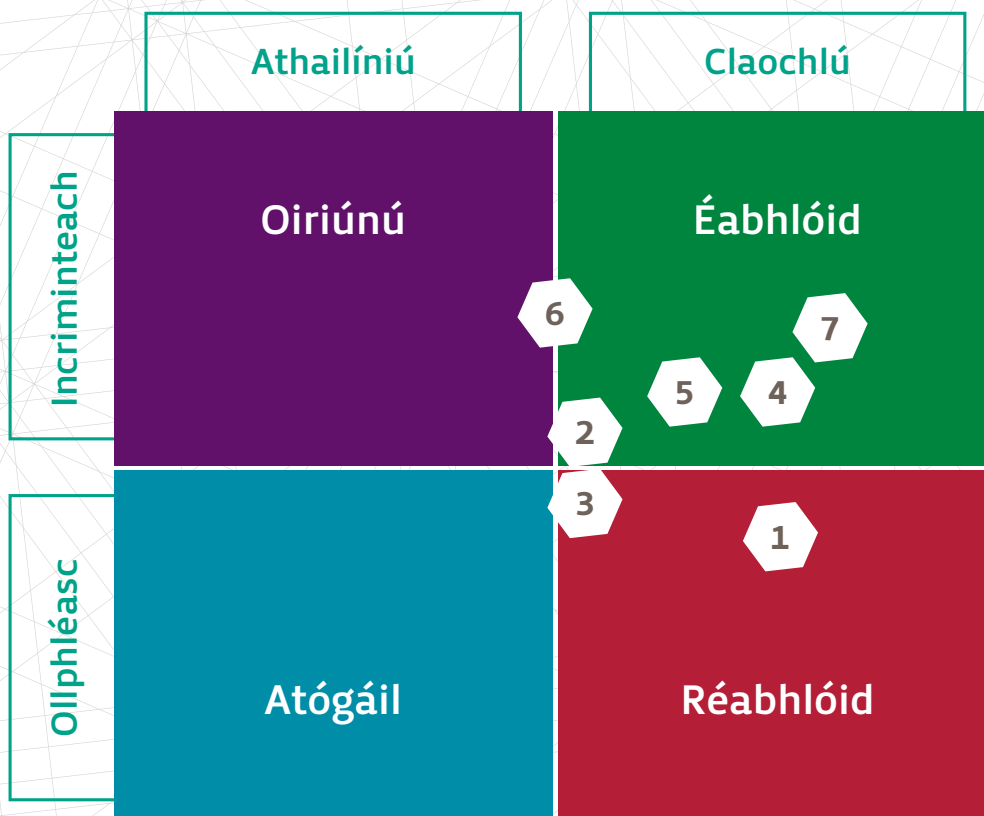 Athailíniú
Claochlú
Incriminteach
Oiriúnú
Éabhlóid
6
7
5
4
2
3
1
Ollphléasc
Atógáil
Réabhlóid